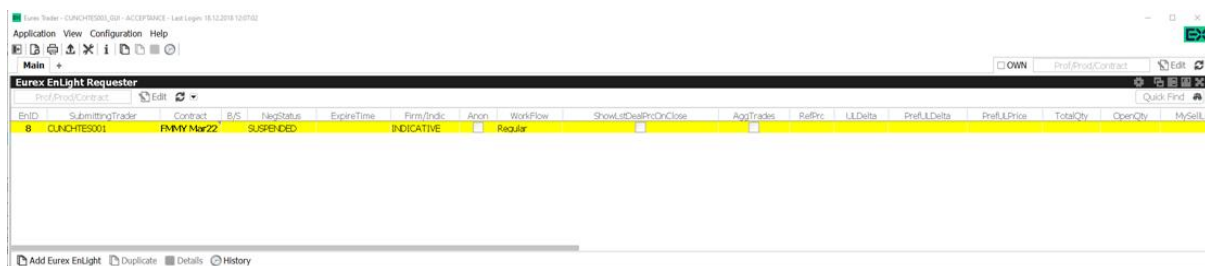 Eurex Trader - CUNCHTES003_GUI - ACCEPTANCE - Last Login: 18.12.2018 12:07:02
Application View Configuration Help
Main +
OWN Prof/Prod/Contract Edit
Eurex EnLight Requester
Prof/Prod/Contract Edit Quick Find
EnID SubmittingTrader Contract B/S NegStatus ExpireTime Firm/Indic Anon WorkFlow ShowLstDealPrcOnClose AggTrades RefPrc ULDelta PrefULDelta PrefULPrice TotalQty OpenQty
8 CUNCHTES001 FMMY Mar22 SUSPENDED INDICATIVE Regular
Add Eurex EnLight Duplicate Details History